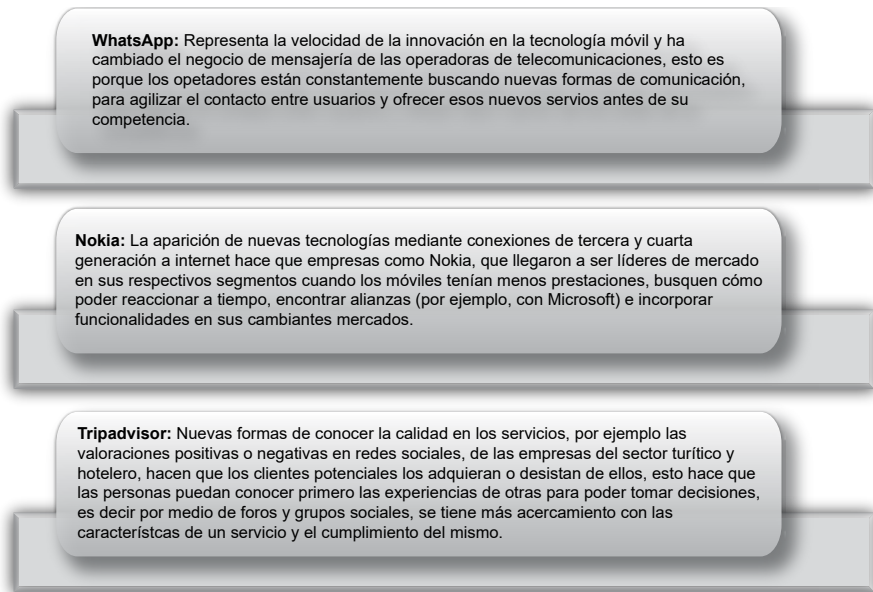 WhatsApp: Representa la velocidad de la innovación en la tecnología móvil y ha
cambiado el negocio de mensajería de las operadoras de telecomunicaciones, esto es
porque los opetadores están constantemente buscando nuevas formas de comunicación,
para agilizar el contacto entre usuarios y ofrecer esos nuevos servios antes de su
competencia.
Nokia: La aparición de nuevas tecnologías mediante conexiones de tercera y cuarta
generación a internet hace que empresas como Nokia, que llegaron a ser líderes de mercado
en sus respectivos segmentos cuando los móviles tenían menos prestaciones, busquen cómo
poder reaccionar a tiempo, encontrar alianzas (por ejemplo, con Microsoft) e incorporar
funcionalidades en sus cambiantes mercados.
Tripadvisor: Nuevas formas de conocer la calidad en los servicios, por ejemplo las
valoraciones positivas o negativas en redes sociales, de las empresas del sector turítico y
hotelero, hacen que los clientes potenciales los adquieran o desistan de ellos, esto hace que
las personas puedan conocer primero las experiencias de otras para poder tomar decisiones,
es decir por medio de foros y grupos sociales, se tiene más acercamiento con las
característcas de un servicio y el cumplimiento del mismo.